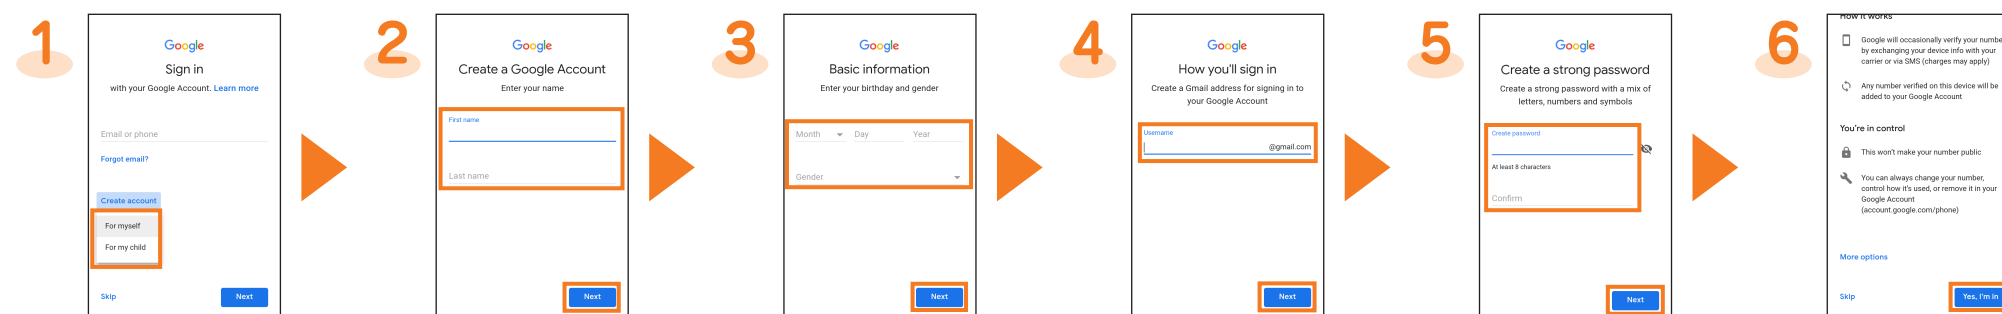 1
Google
Sign in
with your Google Account. Learn more
Email or phone
Forgot email?
Create account
For myself
For my child
Skip
Next
2
Google
Create a Google Account
Enter your name
First name
Last name
Next
3
Google
Basic information
Enter your birthday and gender
Month Day Year
Gender
Next
4
Google
How you'll sign in
Create a Gmail address for signing in to
your Google Account
Username
@gmail.com
Next
5
Google
Create a strong password
Create a strong password with a mix of
letters, numbers and symbols
Create password
At least 8 characters
Confirm
Next
6
How it works
Google will occasionally verify your numbe
by exchanging your device info with your
carrier or via SMS (charges may apply)
Any number verified on this device will be
added to your Google Account
You're in control
This won't make your number public
You can always change your number,
control how it's used, or remove it in your
Google Account
(account.google.com/phone)
More options
Skip
Yes, I'm in